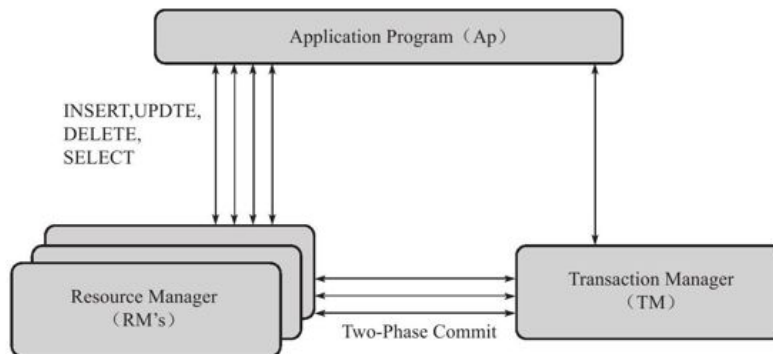 Application Program（Ap）
INSERT,UPDTE,
DELETE,
SELECT
Resource Manager
（RM’s）
Transaction Manager
（TM）
Two-Phase Commit